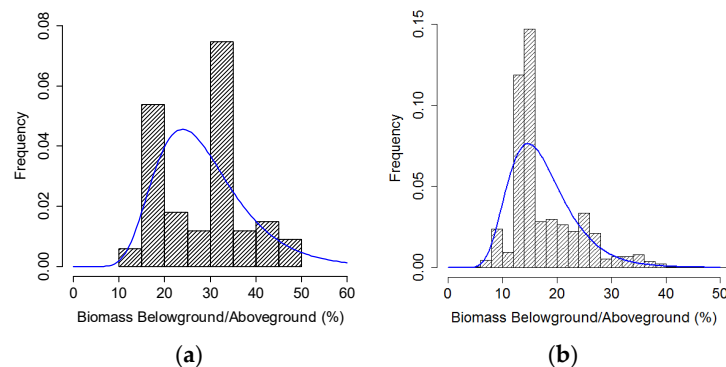 0.08
0.06
0.04
0.02
0.00
Frequency
0 10 20 30 40 50 60
Biomass Belowground/Aboveground (%)
(a)
0.15
0.10
0.05
0.00
Frequency
0 10 20 30 40 50
Biomass Belowground/Aboveground (%)
(b)